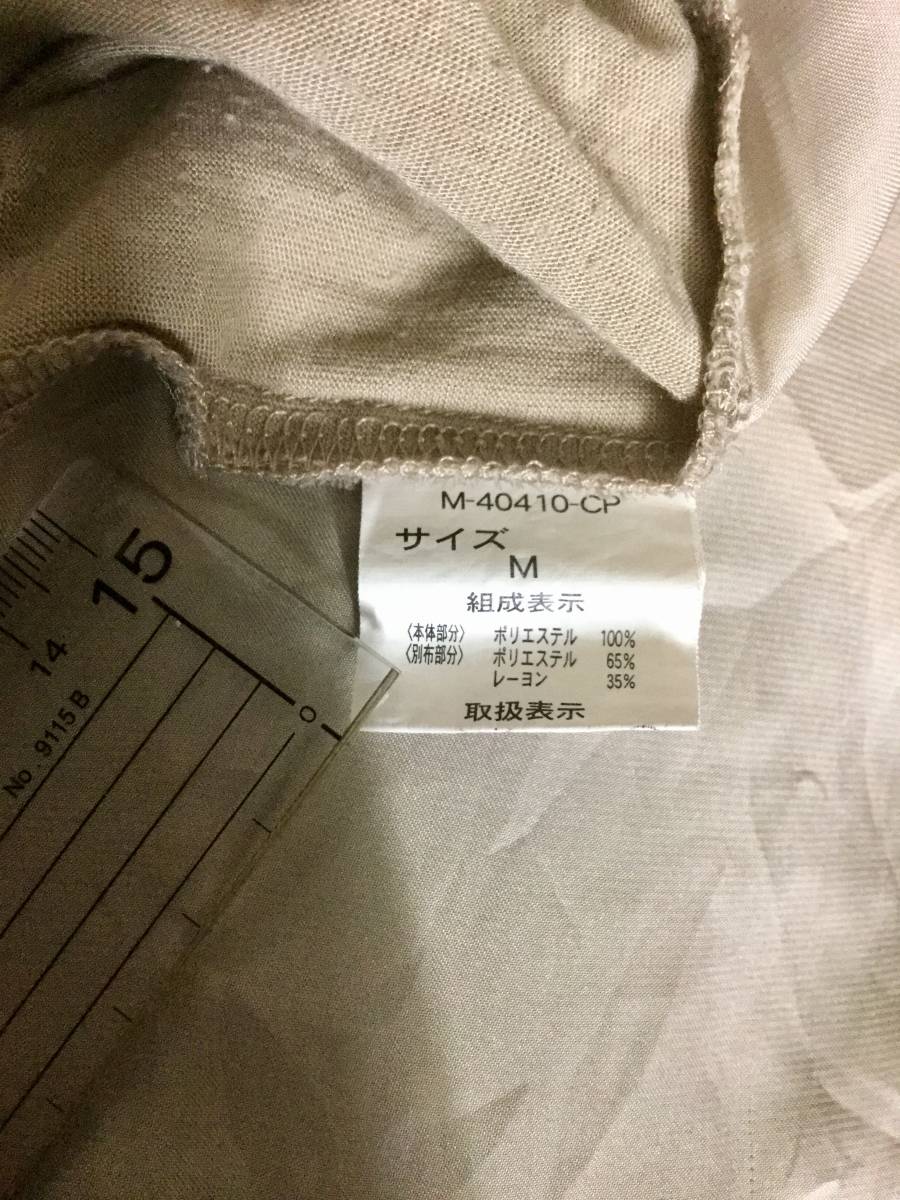 M-40410-CP
サイズ
M
組成表示
〈本体部分〉 ポリエステル 100%
〈別布部分〉 ポリエステル 65%
レーヨン 35%
取扱表示
15
14
No. 9115B
0